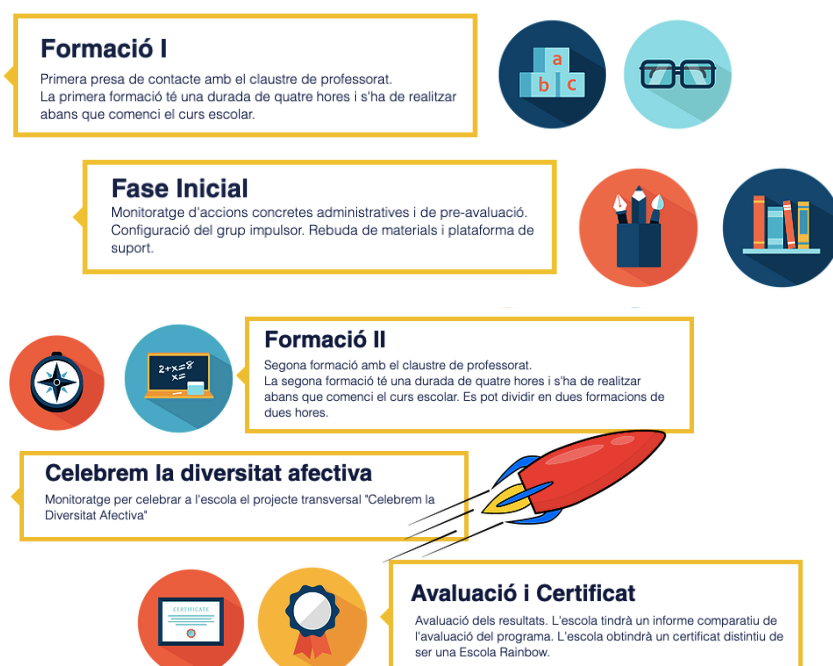 Formació I
Primera presa de contacte amb el claustre de professorat.
La primera formació té una durada de quatre hores i s'ha de realitzar
abans que comenci el curs escolar.
a
b c
Fase Inicial
Monitoratge d'accions concretes administratives i de pre-avaluació.
Configuració del grup impulsor. Rebuda de materials i plataforma de
suport.
2+x=8
x=
Formació II
Segona formació amb el claustre de professorat.
La segona formació té una durada de quatre hores i s'ha de realitzar
abans que comenci el curs escolar. Es pot dividir en dues formacions de
dues hores.
Celebrem la diversitat afectiva
Monitoratge per celebrar a l'escola el projecte transversal "Celebrem la
Diversitat Afectiva"
CERTIFICATE
Avaluació i Certificat
Avaluació dels resultats. L'escola tindrà un informe comparatiu de
l'avaluació del programa. L'escola obtindrà un certificat distintiu de
ser una Escola Rainbow.